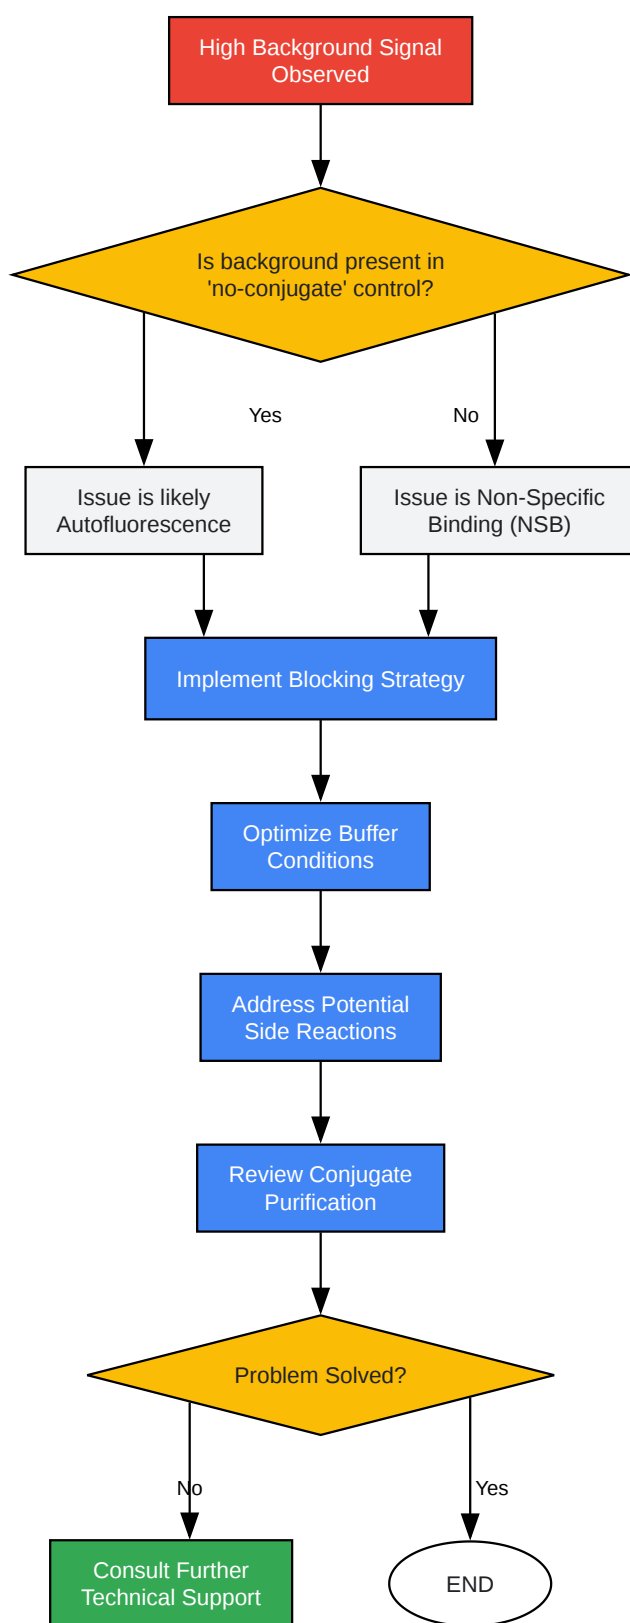 High Background Signal
Observed
Is background present in
'no-conjugate' control?
Yes
No
Issue is likely
Autofluorescence
Issue is Non-Specific
Binding (NSB)
Implement Blocking Strategy
Optimize Buffer
Conditions
Address Potential
Side Reactions
Review Conjugate
Purification
Problem Solved?
No
Yes
Consult Further
Technical Support
END